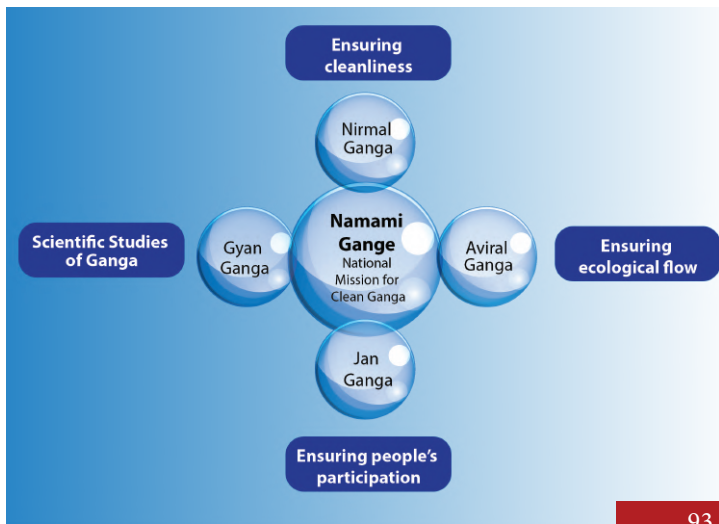 Ensuring
cleanliness
Nirmal
Ganga
Scientific Studies
of Ganga
Gyan
Ganga
Namami
Gange
National
Mission for
Clean Ganga
Aviral
Ganga
Ensuring
ecological flow
Jan
Ganga
Ensuring people's
participation
93